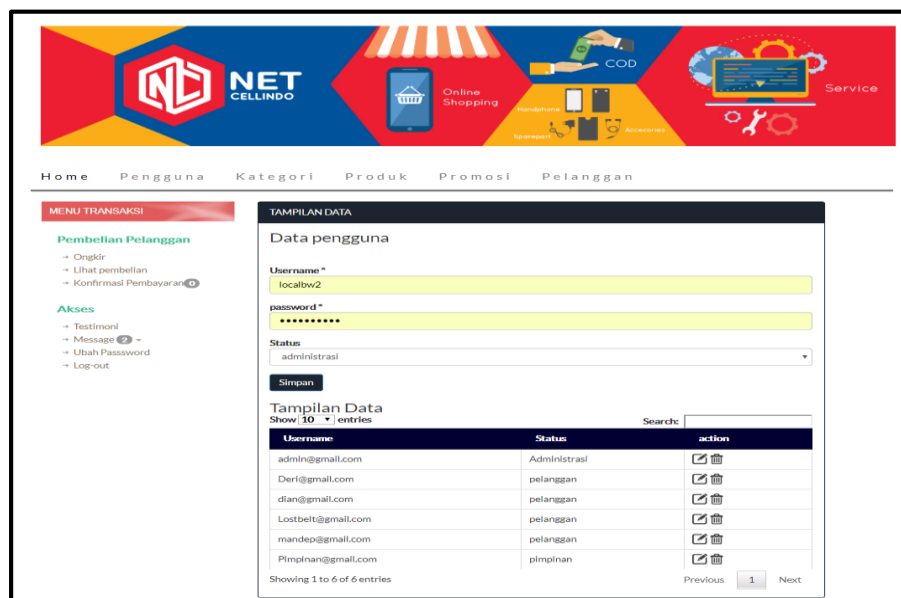 NET
CELLINDO
Online
Shopping
COD
Handphone
Sparepart
Accesories
Service
Home Pengguna Kategori Produk Promosi Pelanggan
MENU TRANSAKSI
Pembelian Pelanggan
Ongkir
Lihat pembelian
Konfirmasi Pembayaran 0
Akses
Testimoni
Message 2
Ubah Passsword
Log-out
TAMPILAN DATA
Data pengguna
Username *
localbw2
password *
••••••••••
Status
administrasi
Simpan
Tampilan Data
Show 10 entries
Search:
Username Status action
admin@gmail.com Administrasi
Deri@gmail.com pelanggan
dian@gmail.com pelanggan
Lostbelt@gmail.com pelanggan
mandep@gmail.com pelanggan
Pimpinan@gmail.com pimpinan
Showing 1 to 6 of 6 entries
Previous 1 Next